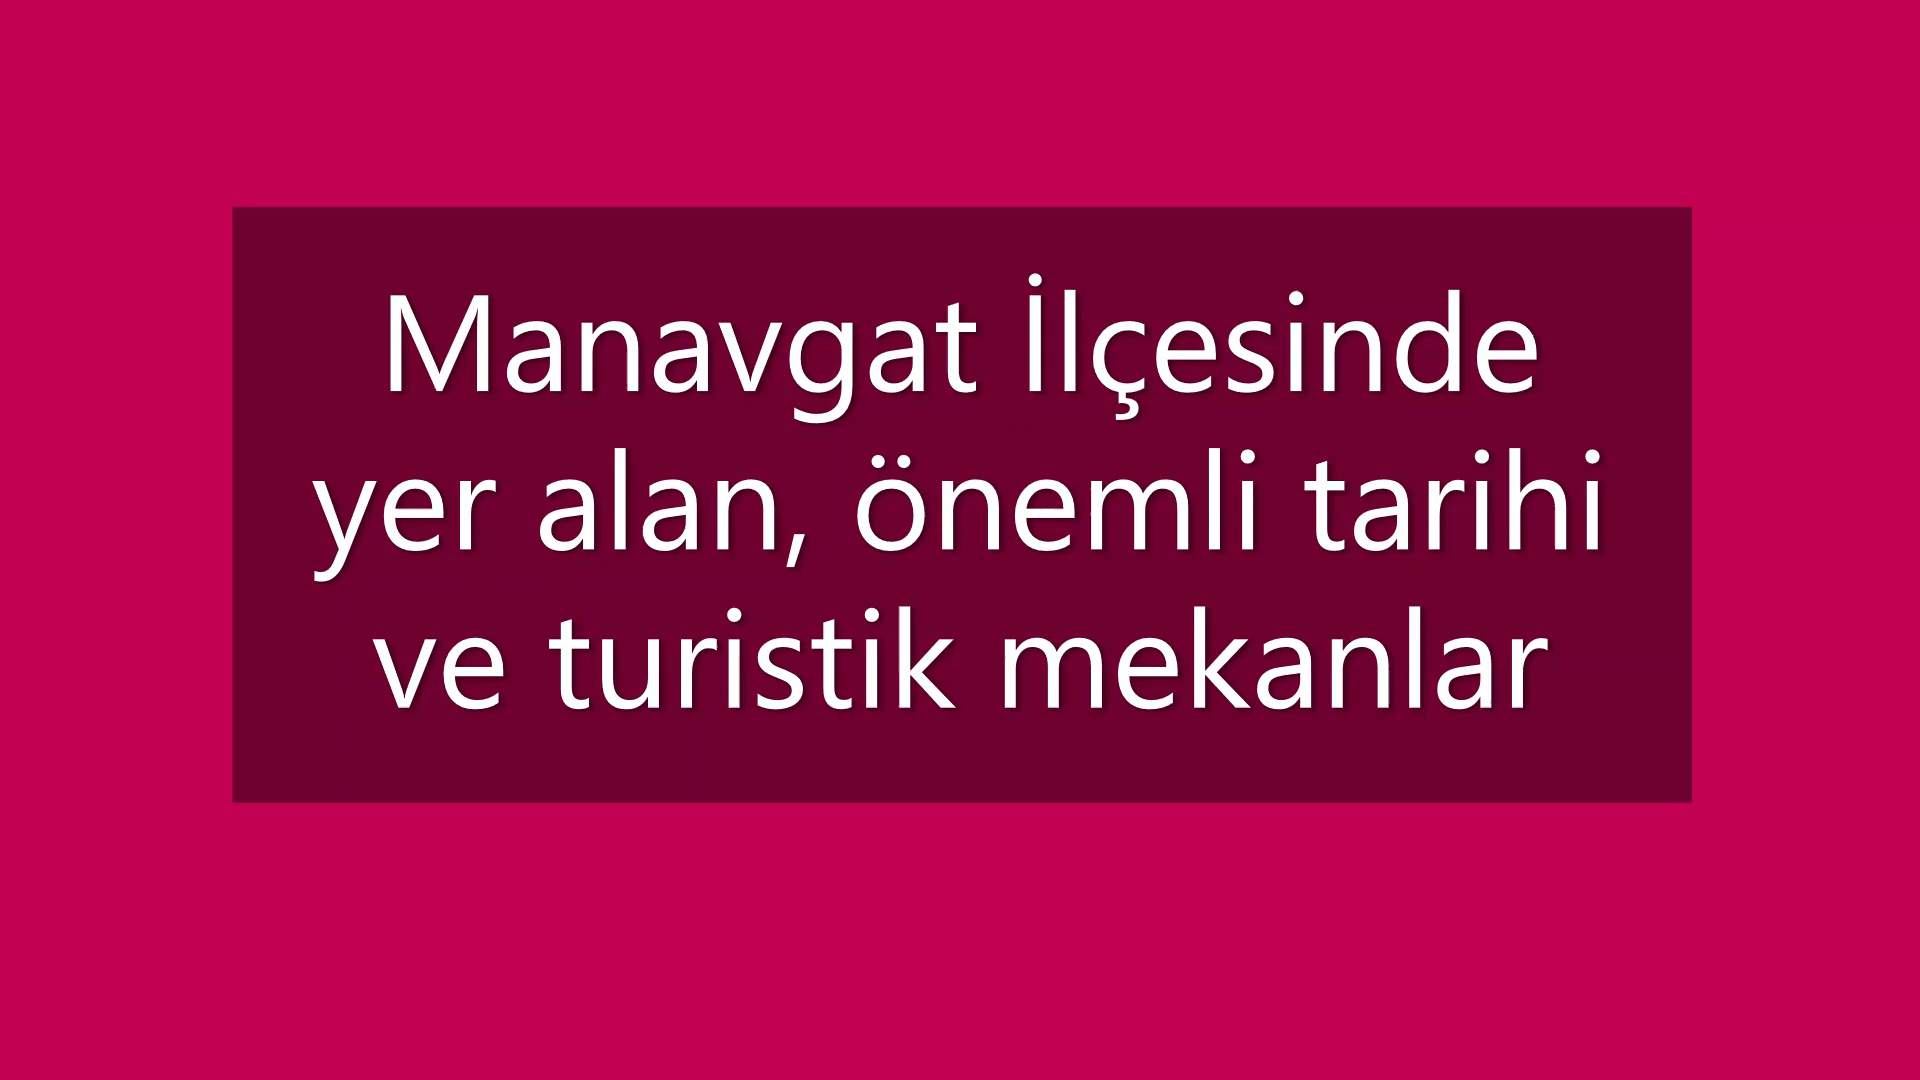 Manavgat İlçesinde
yer alan, önemli tarihi
ve turistik mekanlar